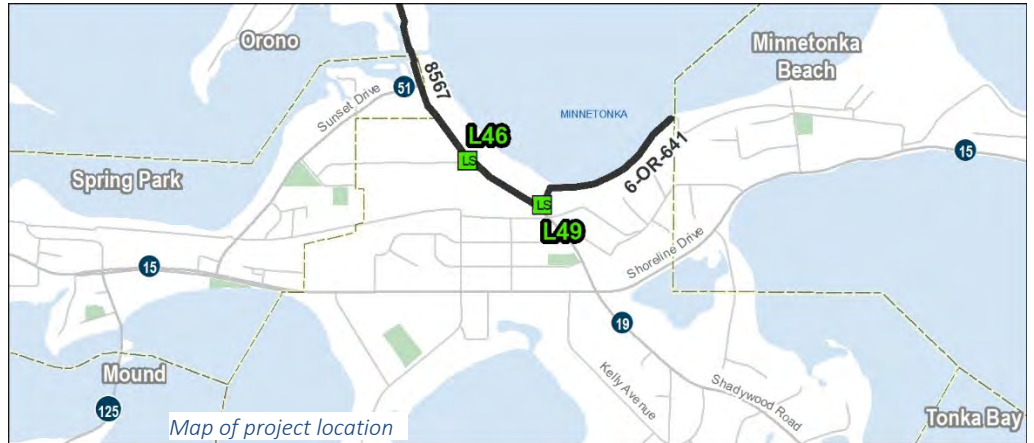 Orono
Minnetonka
Beach
51
8567
Sunset Drive
L46
LS
MINNETONKA
6-OR-641
15
Spring Park
LS
L49
15
Shoreline Drive
19
Mound
125
Kelly Avenue
Shadywood Road
Tonka Bay
Map of project location